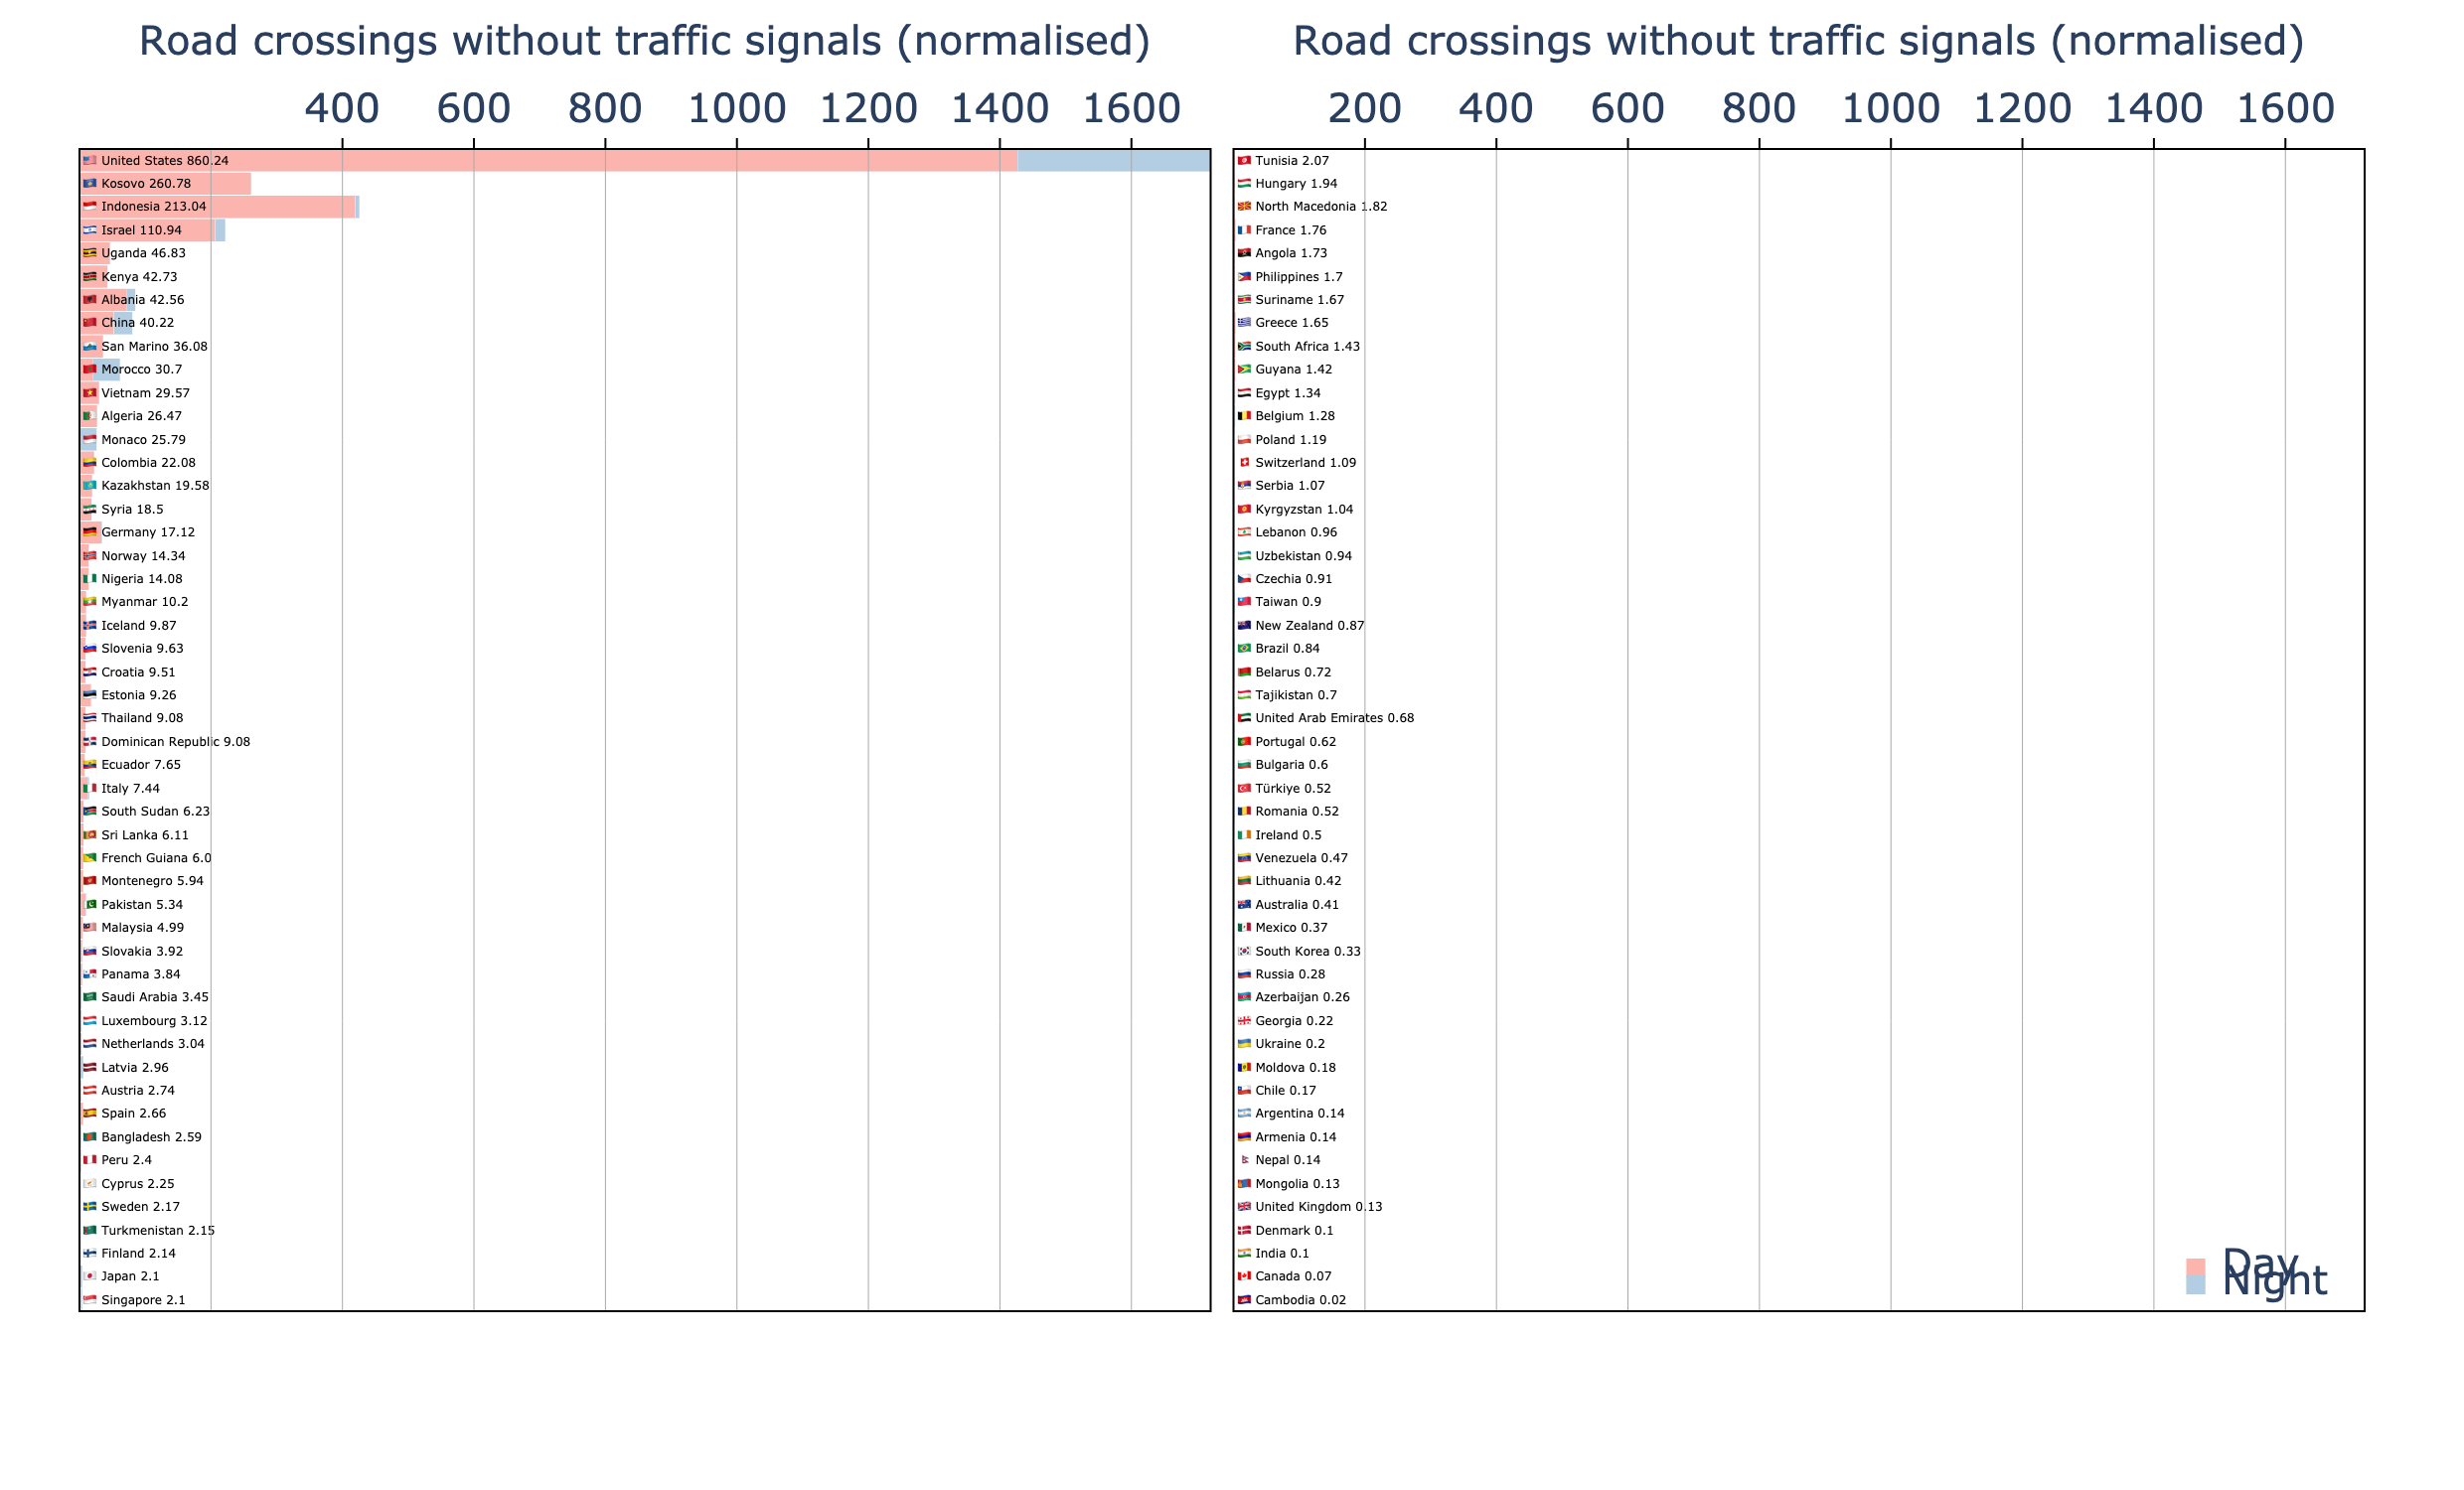 Road crossings without traffic signals (normalised)
400 600 800 1000 1200 1400 1600
United States 860.24
Kosovo 260.78
Indonesia 213.04
Israel 110.94
Uganda 46.83
Kenya 42.73
Albania 42.56
China 40.22
San Marino 36.08
Morocco 30.7
Vietnam 29.57
Algeria 26.47
Monaco 25.79
Colombia 22.08
Kazakhstan 19.58
Syria 18.5
Germany 17.12
Norway 14.34
Nigeria 14.08
Myanmar 10.2
Iceland 9.87
Slovenia 9.63
Croatia 9.51
Estonia 9.26
Thailand 9.08
Dominican Republic 9.08
Ecuador 7.65
Italy 7.44
South Sudan 6.23
Sri Lanka 6.11
French Guiana 6.0
Montenegro 5.94
Pakistan 5.34
Malaysia 4.99
Slovakia 3.92
Panama 3.84
Saudi Arabia 3.45
Luxembourg 3.12
Netherlands 3.04
Latvia 2.96
Austria 2.74
Spain 2.66
Bangladesh 2.59
Peru 2.4
Cyprus 2.25
Sweden 2.17
Turkmenistan 2.15
Finland 2.14
Japan 2.1
Singapore 2.1
Road crossings without traffic signals (normalised)
200 400 600 800 1000 1200 1400 1600
Tunisia 2.07
Hungary 1.94
North Macedonia 1.82
France 1.76
Angola 1.73
Philippines 1.7
Suriname 1.67
Greece 1.65
South Africa 1.43
Guyana 1.42
Egypt 1.34
Belgium 1.28
Poland 1.19
Switzerland 1.09
Serbia 1.07
Kyrgyzstan 1.04
Lebanon 0.96
Uzbekistan 0.94
Czechia 0.91
Taiwan 0.9
New Zealand 0.87
Brazil 0.84
Belarus 0.72
Tajikistan 0.7
United Arab Emirates 0.68
Portugal 0.62
Bulgaria 0.6
Türkiye 0.52
Romania 0.52
Ireland 0.5
Venezuela 0.47
Lithuania 0.42
Australia 0.41
Mexico 0.37
South Korea 0.33
Russia 0.28
Azerbaijan 0.26
Georgia 0.22
Ukraine 0.2
Moldova 0.18
Chile 0.17
Argentina 0.14
Armenia 0.14
Nepal 0.14
Mongolia 0.13
United Kingdom 0.13
Denmark 0.1
India 0.1
Canada 0.07
Cambodia 0.02
Day
Night